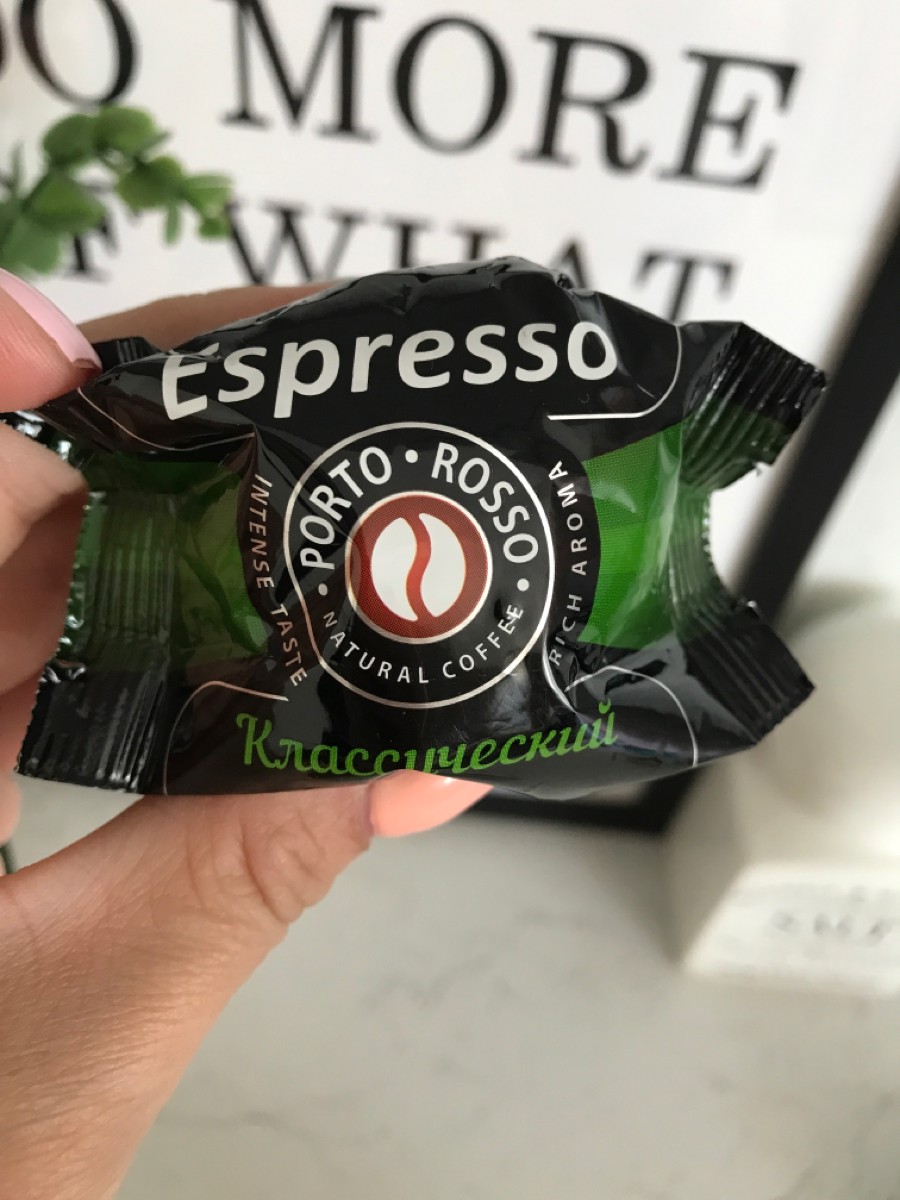 MORE
WHAT
Espresso
PORTO • ROSSO
• NATURAL COFFEE •
INTENSE TASTE
RICH AROMA
Классический